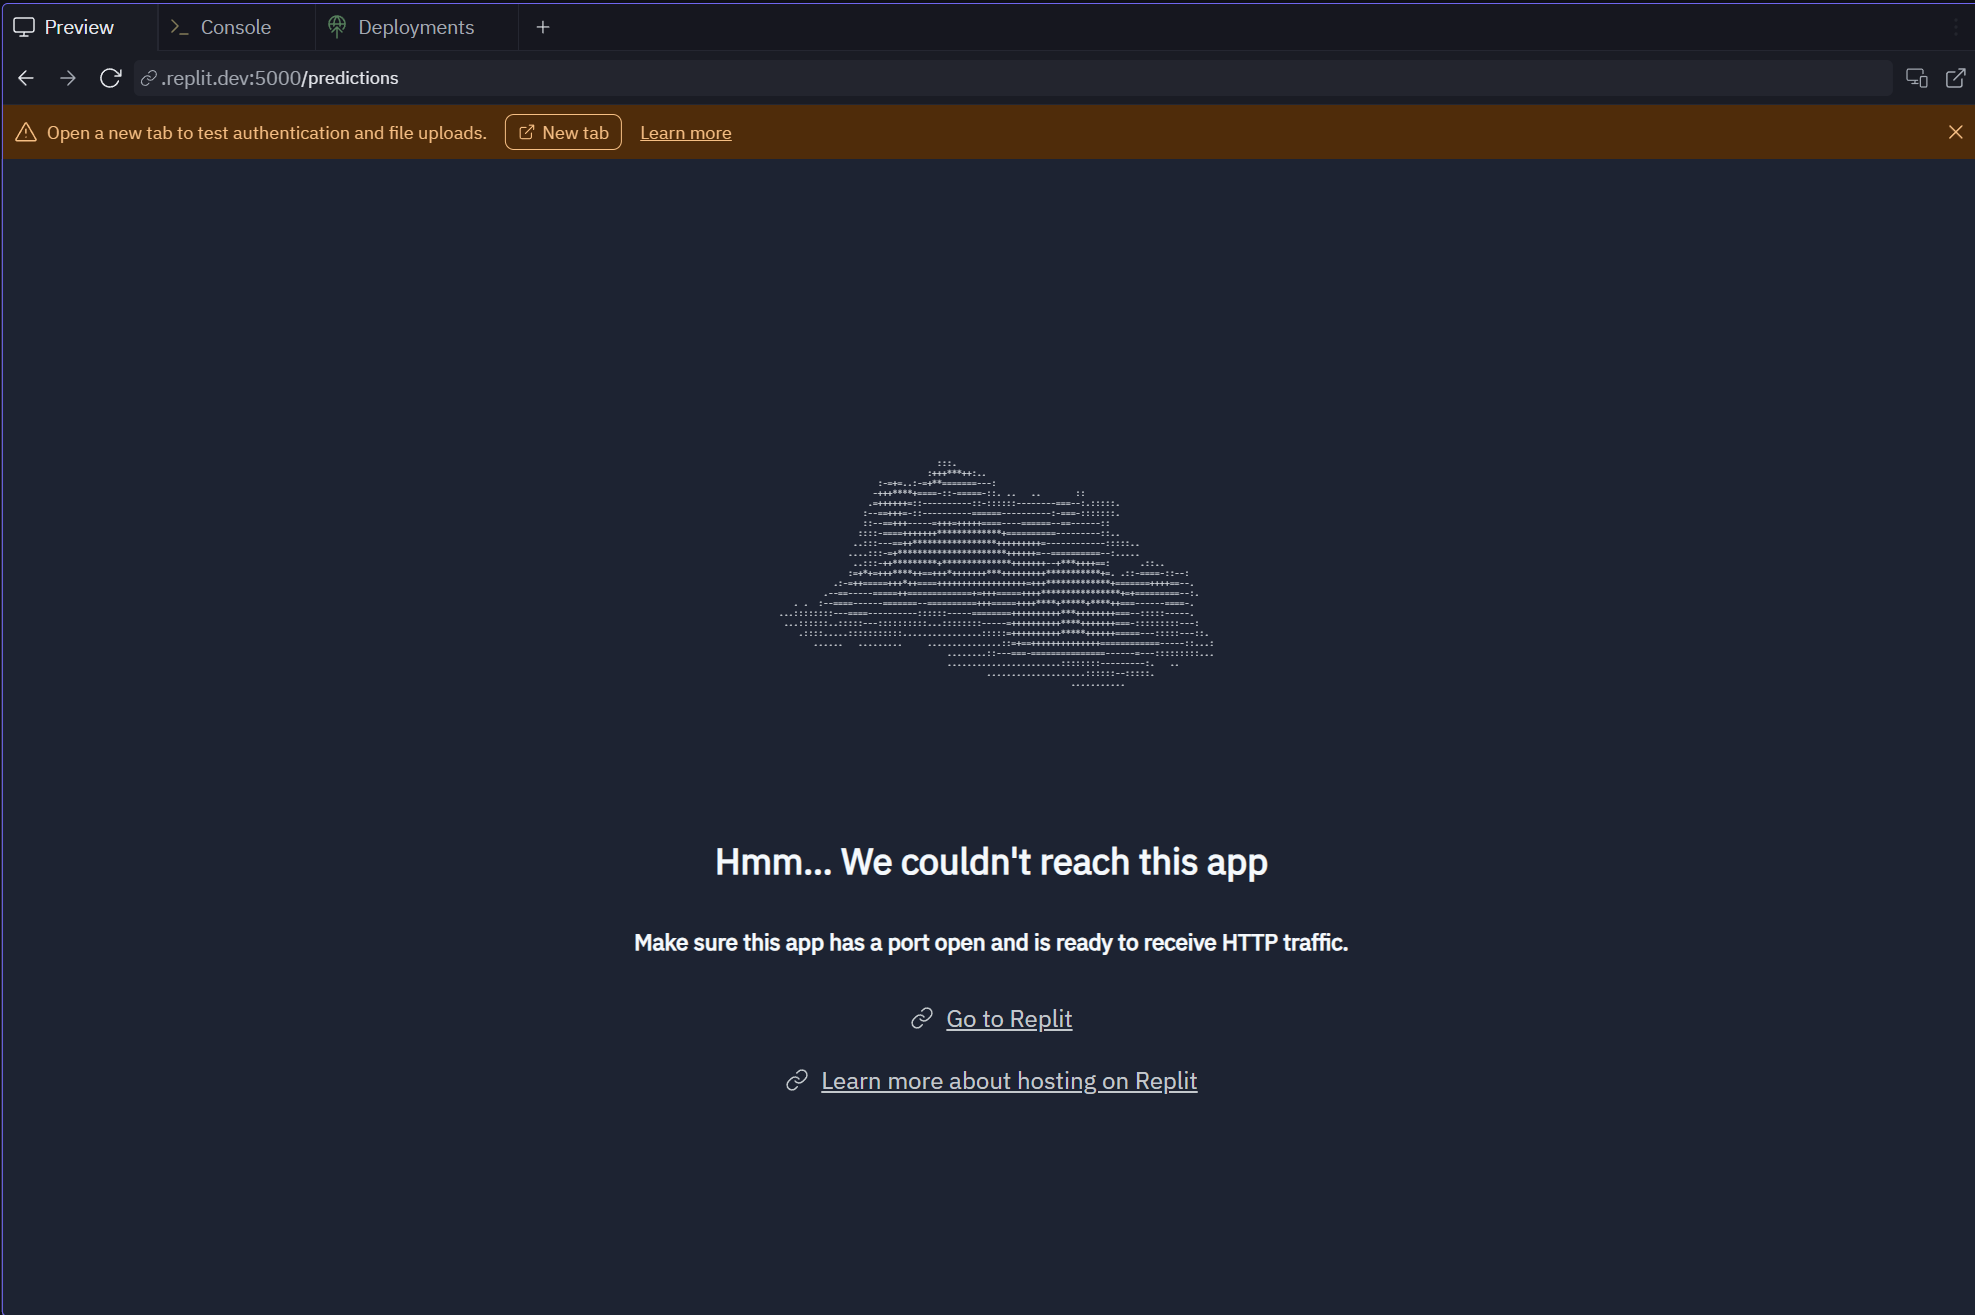 Preview
Console
Deployments
.replit.dev:5000/predictions
Open a new tab to test authentication and file uploads. New tab Learn more
Hmm... We couldn't reach this app
Make sure this app has a port open and is ready to receive HTTP traffic.
Go to Replit
Learn more about hosting on Replit